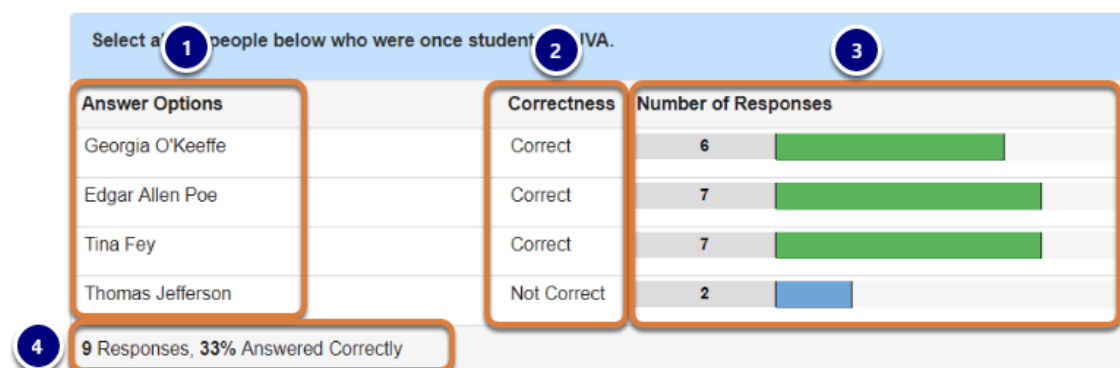 Select a people below who were once student IVA.
1 2 3
Answer Options Correctness Number of Responses
Georgia O'Keeffe Correct 6
Edgar Allen Poe Correct 7
Tina Fey Correct 7
Thomas Jefferson Not Correct 2
4 9 Responses, 33% Answered Correctly